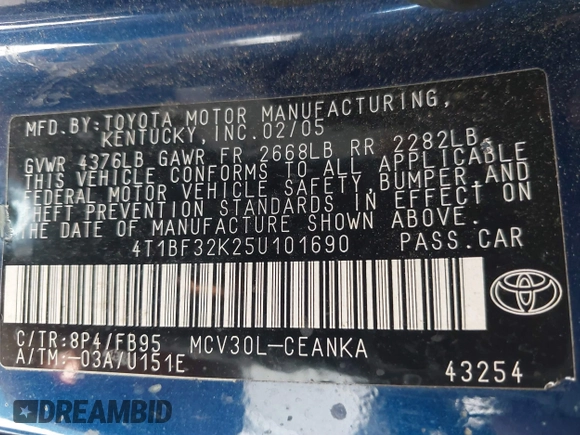 MFD. BY:TOYOTA MOTOR MANUFACTURING,
KENTUCKY, INC. 02/05
GVWR 4376LB GAWR FR 2668LB RR 2282LB
THIS VEHICLE CONFORMS TO ALL APPLICABLE
FEDERAL MOTOR VEHICLE SAFETY, BUMPER AND
THEFT PREVENTION STANDARDS IN EFFECT ON
THE DATE OF MANUFACTURE SHOWN ABOVE.
4T1BF32K25U101690 PASS. CAR
C/TR:8P4/FB95 MCV30L-CEANKA
A/TM:-03A/U151E 43254
DREAMBID